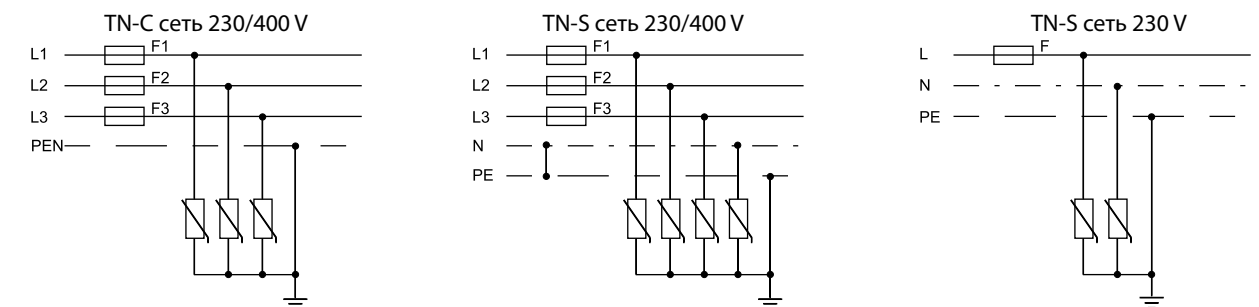 TN-C сеть 230/400 V
L1 F1
L2 F2
L3 F3
PEN
TN-S сеть 230/400 V
L1 F1
L2 F2
L3 F3
N
PE
TN-S сеть 230 V
L F
N
PE